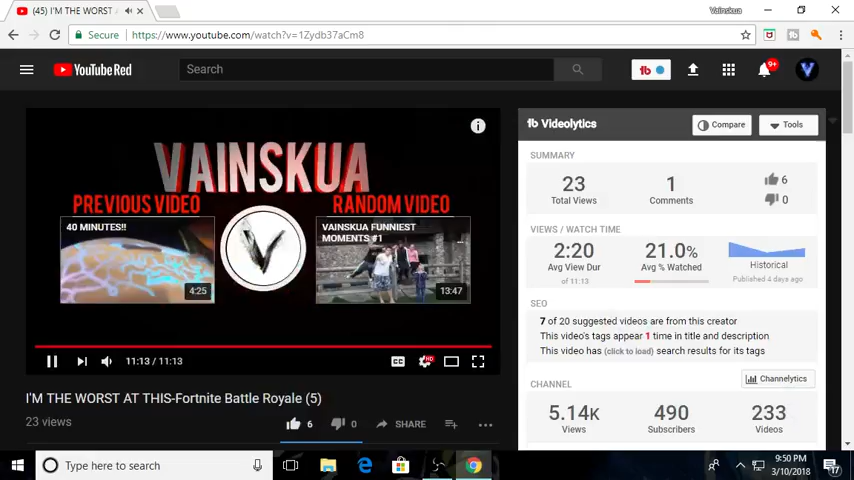 (45) I'M THE WORST A
Vainskua
Secure
https://www.youtube.com/watch?v=1Zydb37aCm8
YouTube Red
Search
9+
VAINSKUA
PREVIOUS VIDEO
RANDOM VIDEO
40 MINUTES!!
4:25
VAINSKUA FUNNIEST
MOMENTS #1
13:47
11:13 / 11:13
HD
I'M THE WORST AT THIS-Fortnite Battle Royale (5)
23 views
6
0
SHARE
Videolytics
Compare
Tools
SUMMARY
23
Total Views
1
Comments
6
0
VIEWS / WATCH TIME
2:20
Avg View Dur
of 11:13
21.0%
Avg % Watched
Historical
Published 4 days ago
SEO
7 of 20 suggested videos are from this creator
This video's tags appear 1 time in title and description
This video has (click to load) search results for its tags
CHANNEL
Channelytics
5.14K
Views
490
Subscribers
233
Videos
Type here to search
9:50 PM
3/10/2018
17